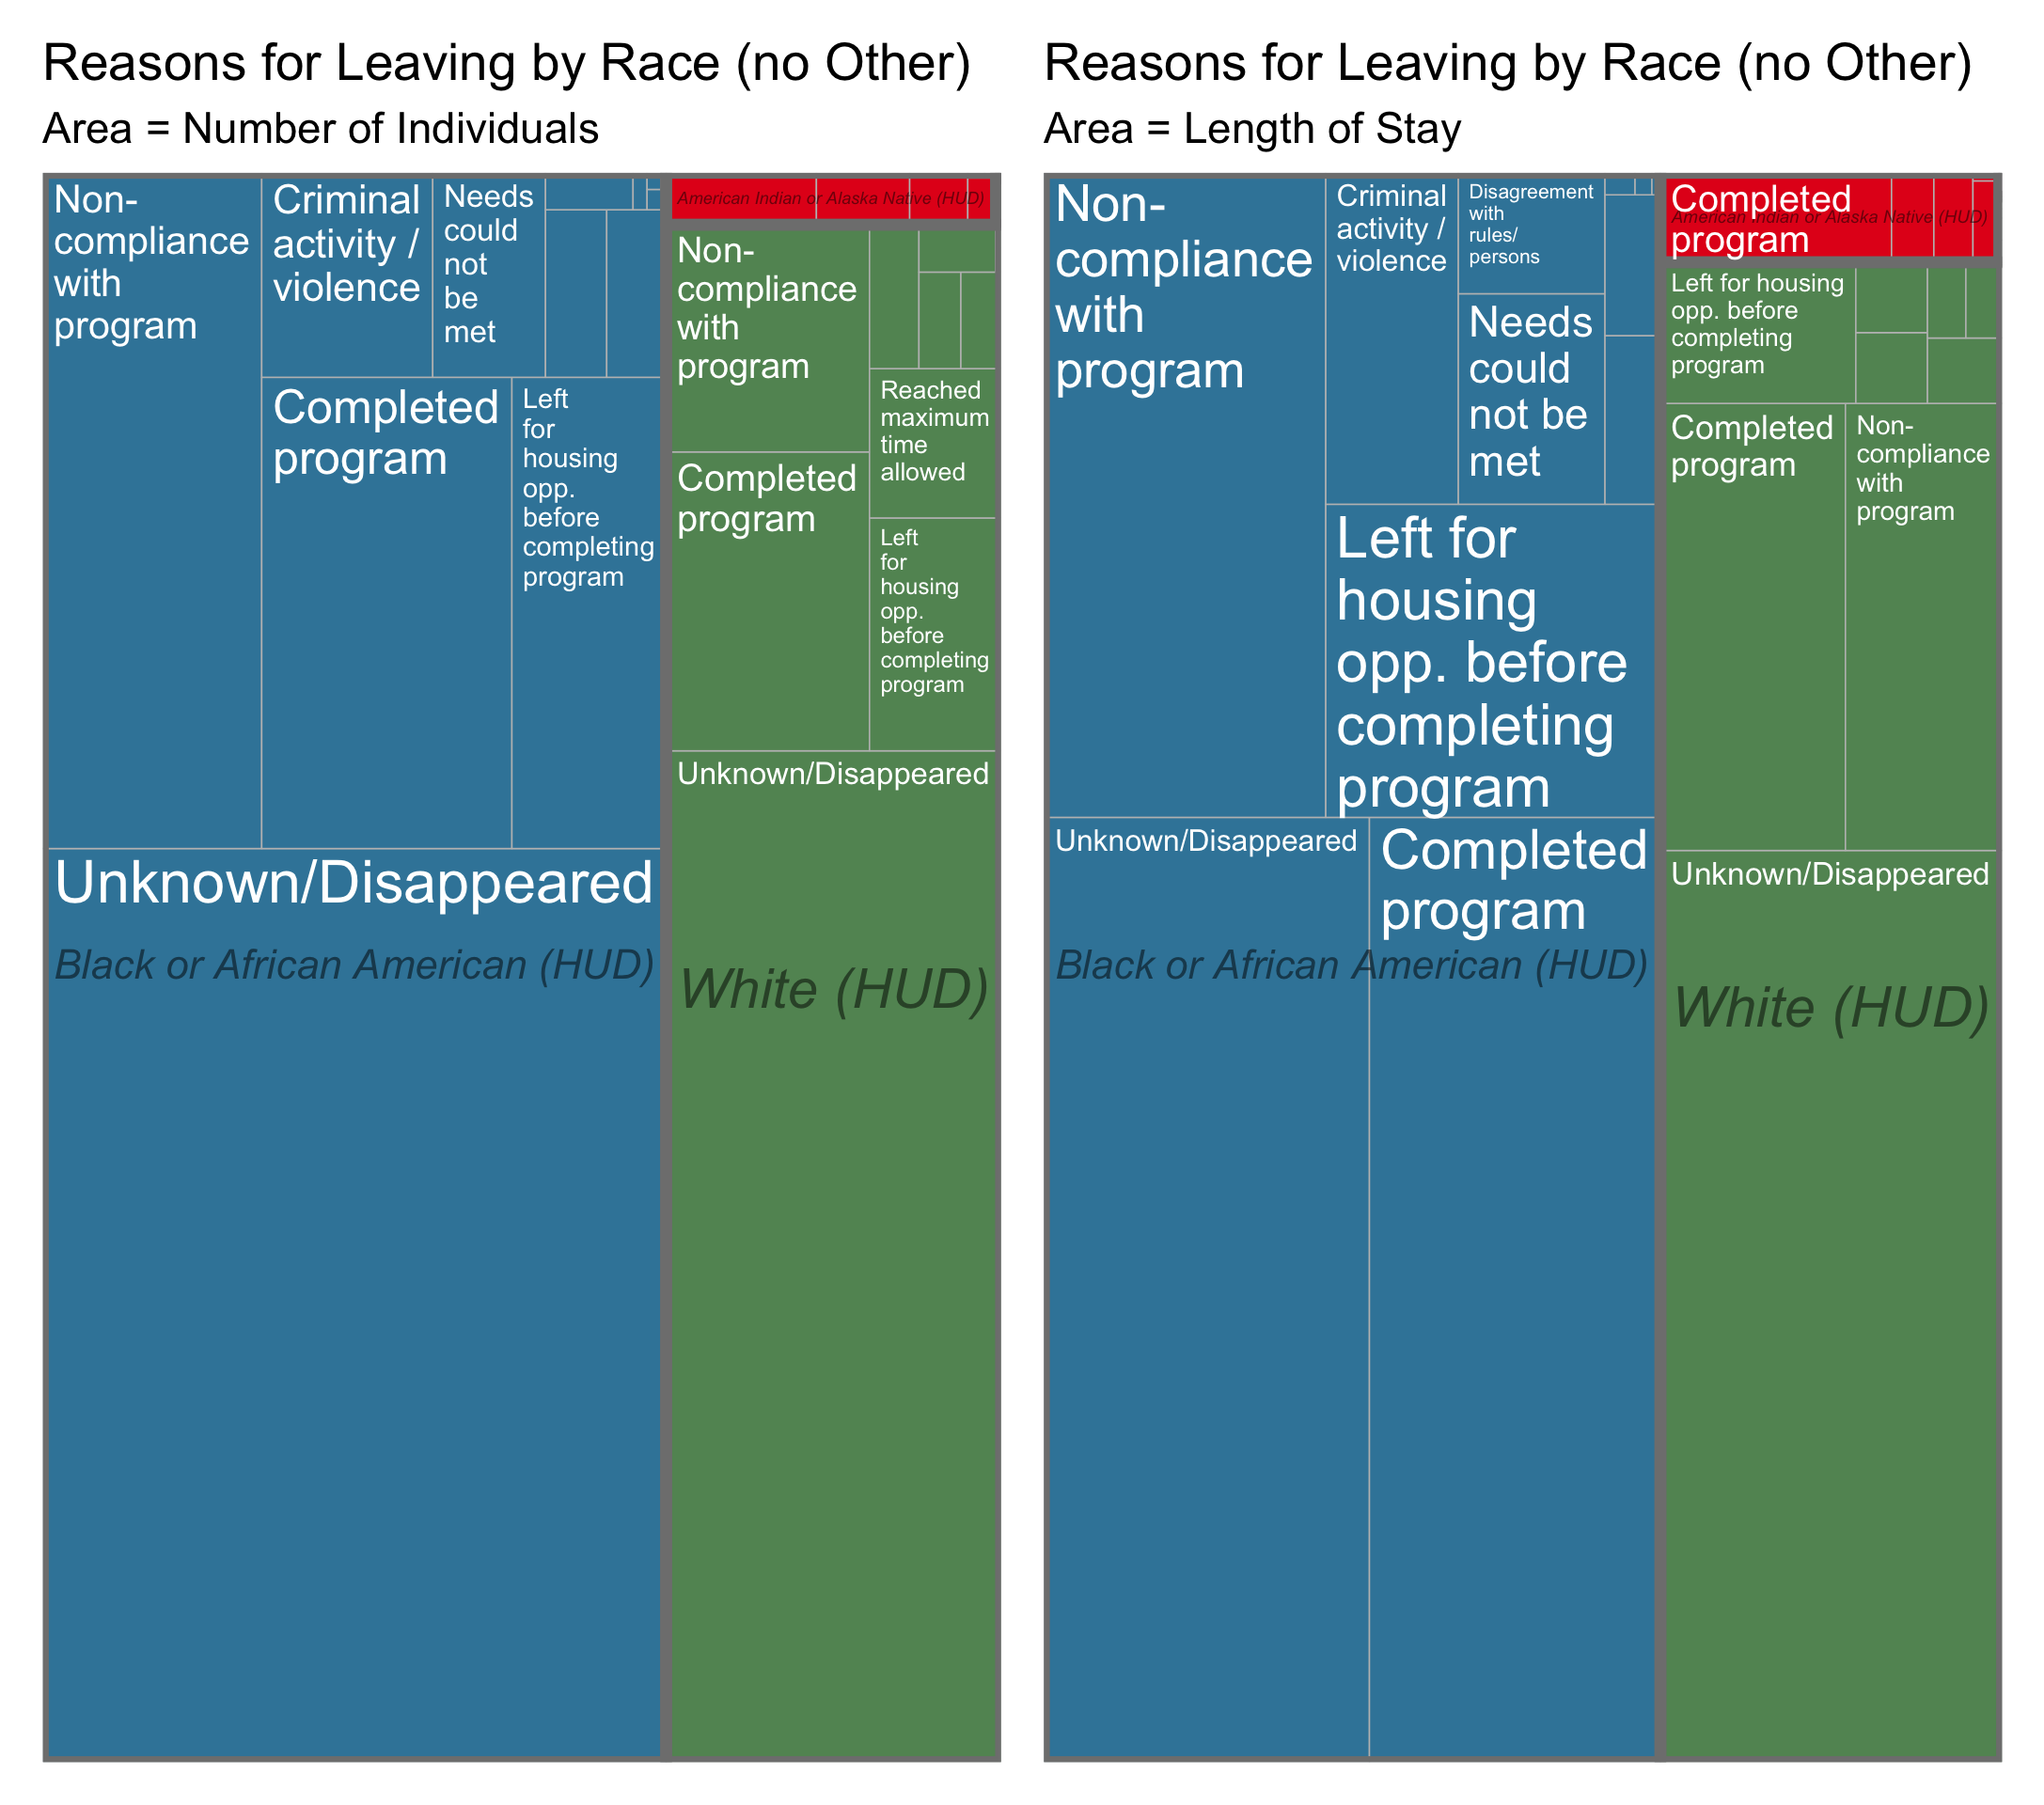 Reasons for Leaving by Race (no Other)
Area = Number of Individuals
Non-
compliance
with
program
Criminal
activity /
violence
Needs
could
not
be
met
Completed
program
Left
for
housing
opp.
before
completing
program
Unknown/Disappeared
Black or African American (HUD)
American Indian or Alaska Native (HUD)
Non-
compliance
with
program
Reached
maximum
time
allowed
Completed
program
Left
for
housing
opp.
before
completing
program
Unknown/Disappeared
White (HUD)
Reasons for Leaving by Race (no Other)
Area = Length of Stay
Non-
compliance
with
program
Criminal
activity /
violence
Disagreement
with
rules/
persons
Needs
could
not be
met
Left for
housing
opp. before
completing
program
Unknown/Disappeared
Completed
program
Black or African American (HUD)
Completed
program
American Indian or Alaska Native (HUD)
Left for housing
opp. before
completing
program
Completed
program
Non-
compliance
with
program
Unknown/Disappeared
White (HUD)